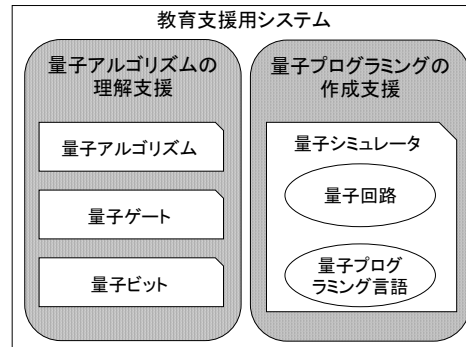 教育支援用システム
量子アルゴリズムの
理解支援
量子アルゴリズム
量子ゲート
量子ビット
量子プログラミングの
作成支援
量子シミュレータ
量子回路
量子プログ
ラミング言語